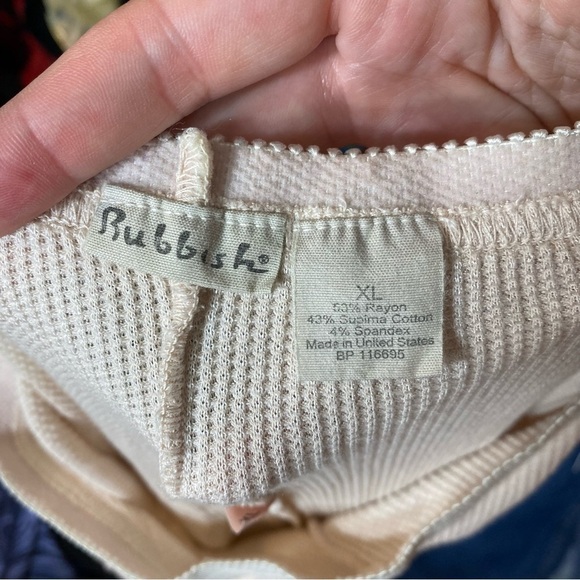 Rubbish®
XL
53% Rayon
43% Supima Cotton
4% Spandex
Made in United States
BP 116695